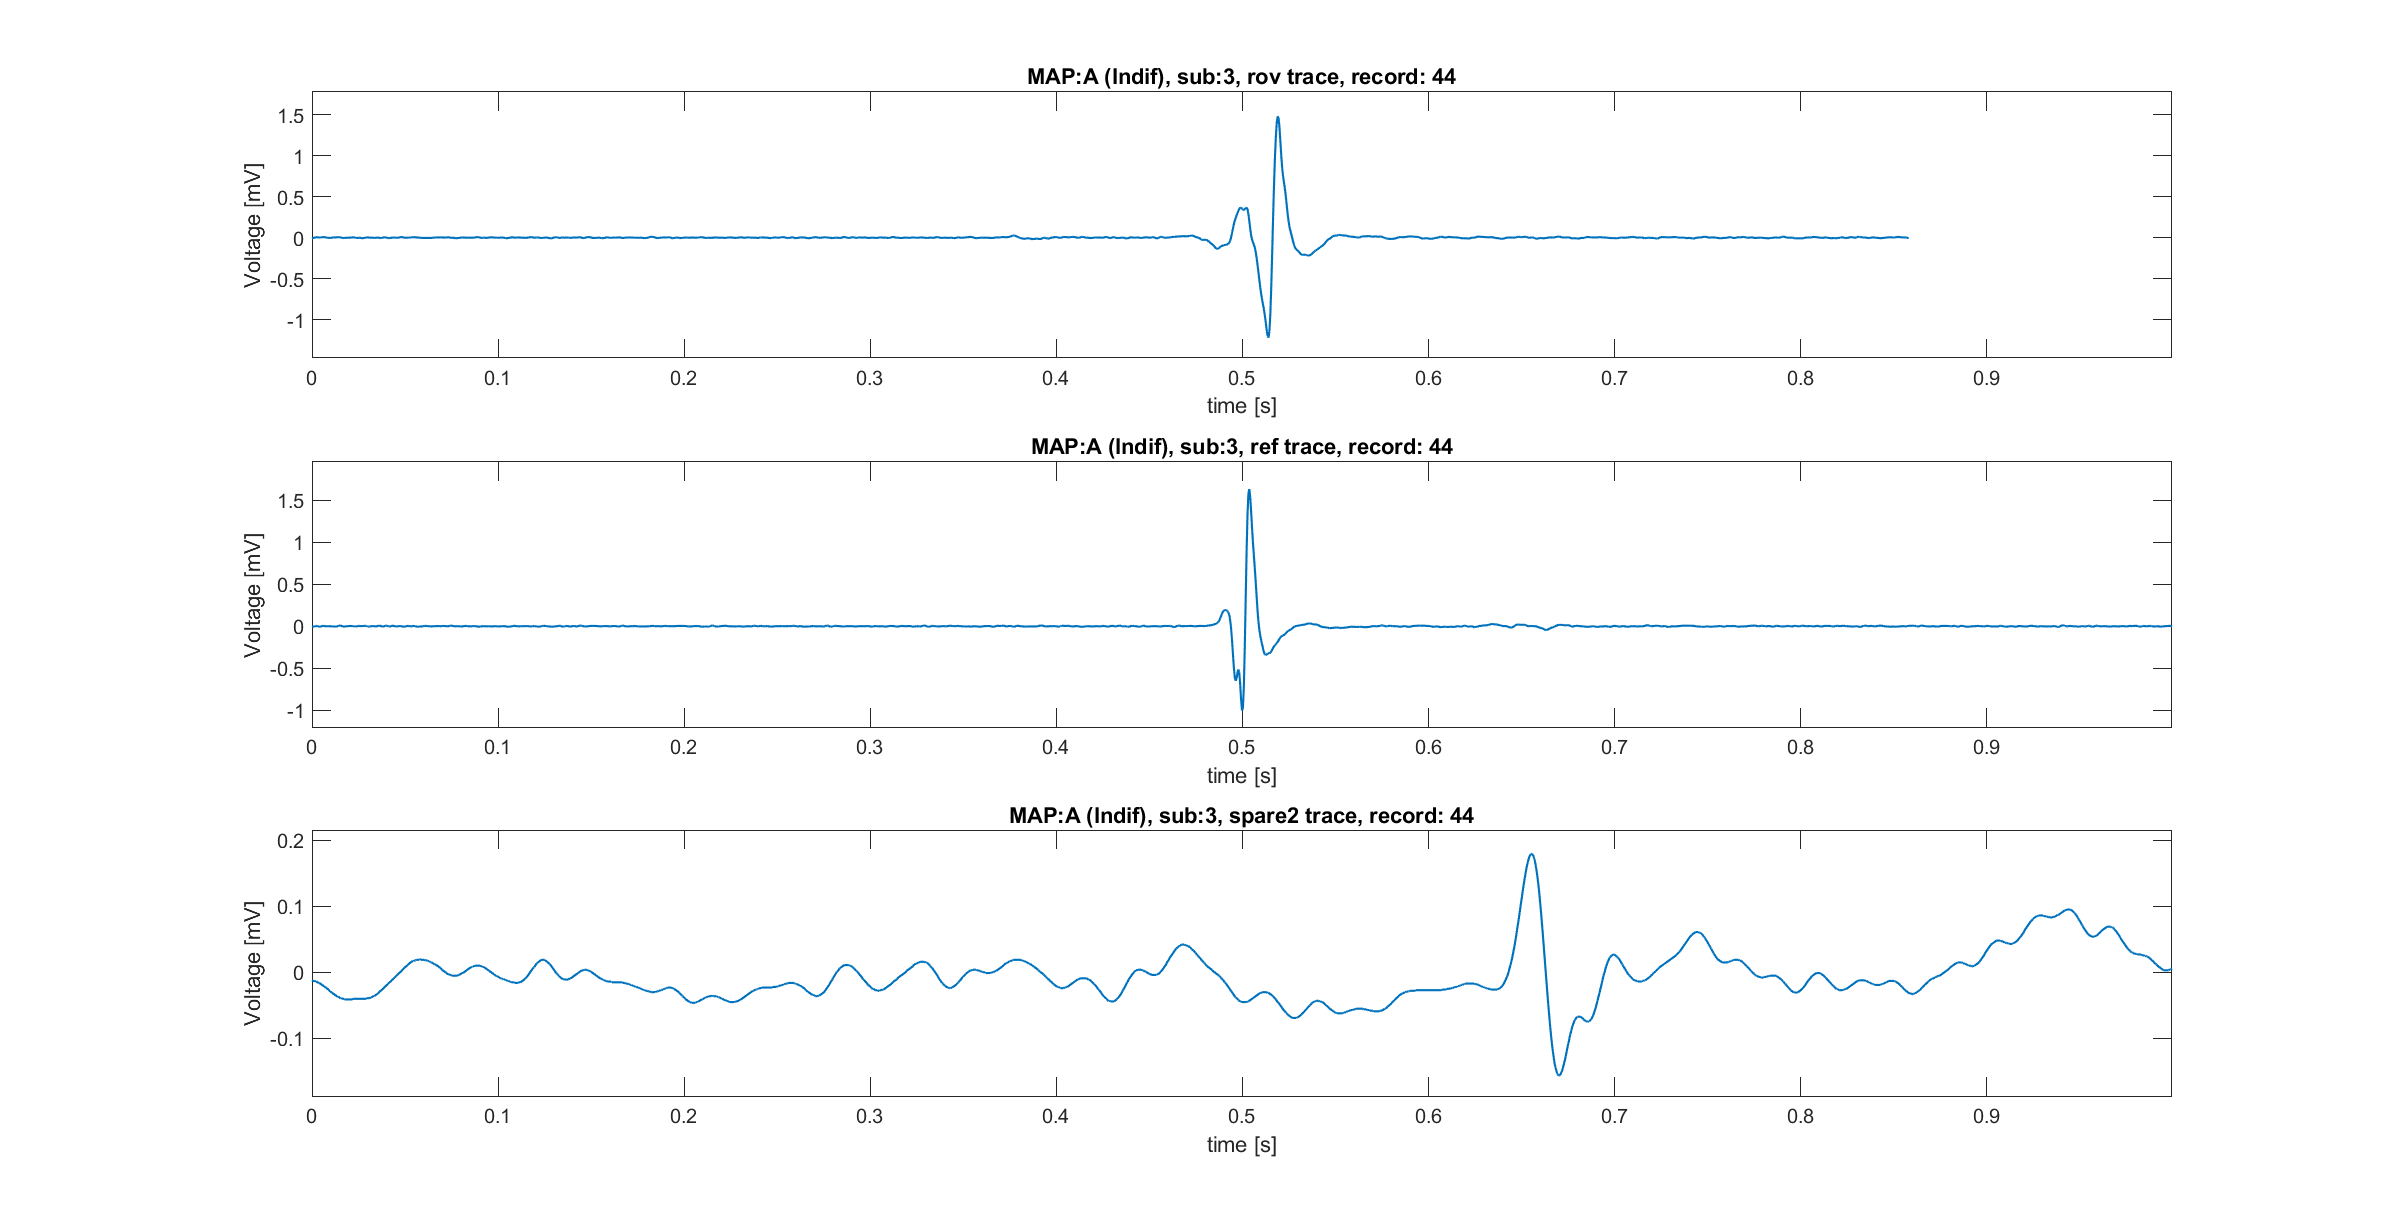 MAP:A (Indif), sub:3, rov trace, record: 44
1.5
1
0.5
0
-0.5
-1
Voltage [mV]
0 0.1 0.2 0.3 0.4 0.5 0.6 0.7 0.8 0.9
time [s]
MAP:A (Indif), sub:3, ref trace, record: 44
1.5
1
0.5
0
-0.5
-1
Voltage [mV]
0 0.1 0.2 0.3 0.4 0.5 0.6 0.7 0.8 0.9
time [s]
MAP:A (Indif), sub:3, spare2 trace, record: 44
0.2
0.1
0
-0.1
Voltage [mV]
0 0.1 0.2 0.3 0.4 0.5 0.6 0.7 0.8 0.9
time [s]